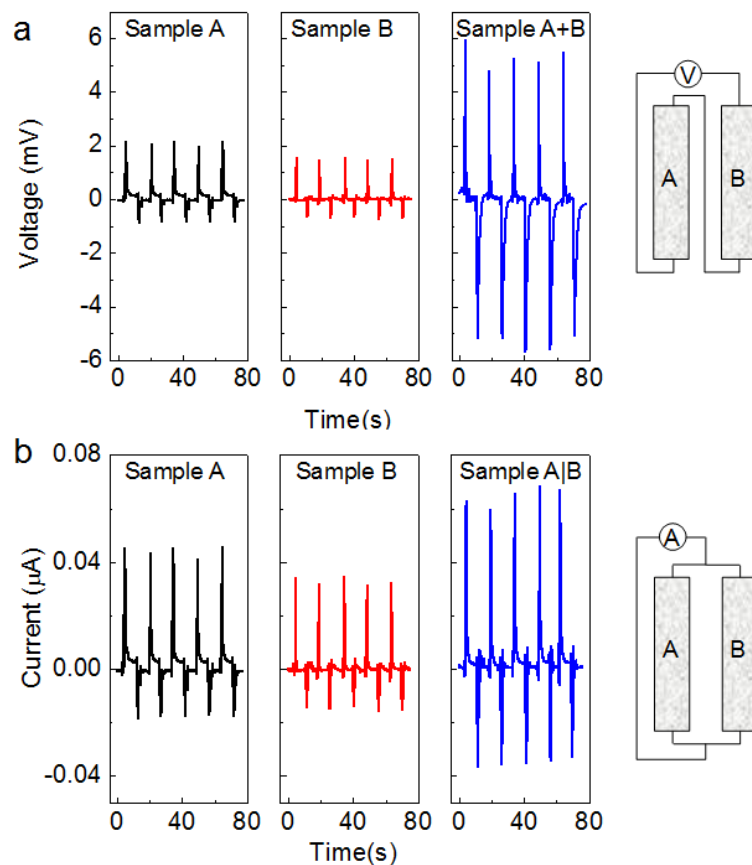 a
Sample A
Sample B
Sample A+B
Voltage (mV)
6
4
2
0
-2
-4
-6
0 40 80
0 40 80
0 40 80
Time(s)
V
A
B
b
Sample A
Sample B
Sample A|B
Current (μA)
0.08
0.04
0.00
-0.04
0 40 80
0 40 80
0 40 80
Time(s)
A
A
B